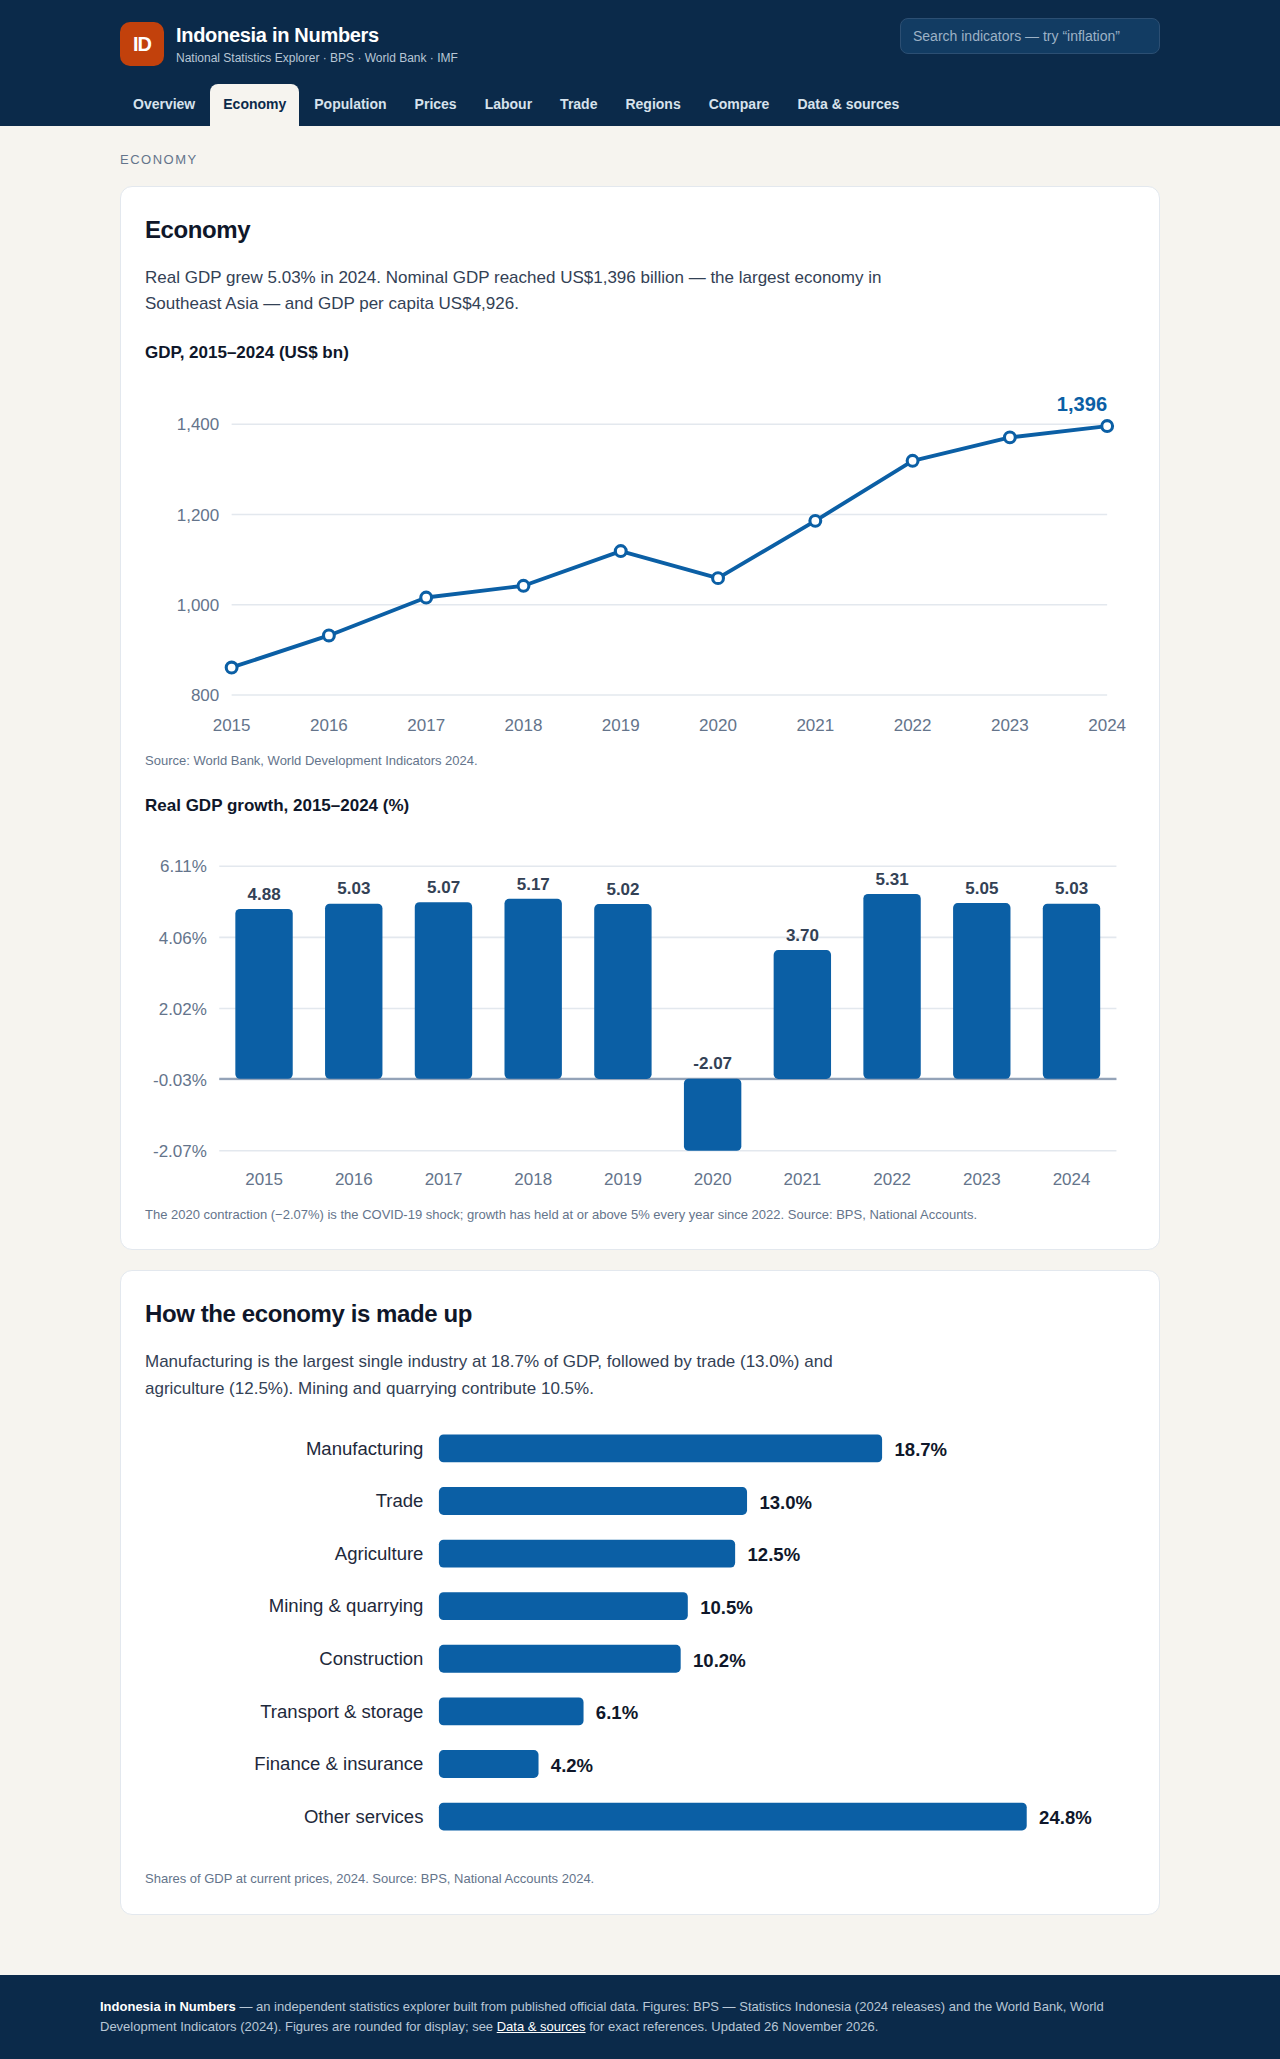 ID
Indonesia in Numbers
National Statistics Explorer · BPS · World Bank · IMF
Search indicators — try “inflation”
Overview Economy Population Prices Labour Trade Regions Compare Data & sources
ECONOMY
Economy
Real GDP grew 5.03% in 2024. Nominal GDP reached US$1,396 billion — the largest economy in
Southeast Asia — and GDP per capita US$4,926.
GDP, 2015–2024 (US$ bn)
1,396
1,400
1,200
1,000
800
2015 2016 2017 2018 2019 2020 2021 2022 2023 2024
Source: World Bank, World Development Indicators 2024.
Real GDP growth, 2015–2024 (%)
6.11%
4.06%
2.02%
-0.03%
-2.07%
4.88 5.03 5.07 5.17 5.02 -2.07 3.70 5.31 5.05 5.03
2015 2016 2017 2018 2019 2020 2021 2022 2023 2024
The 2020 contraction (−2.07%) is the COVID-19 shock; growth has held at or above 5% every year since 2022. Source: BPS, National Accounts.
How the economy is made up
Manufacturing is the largest single industry at 18.7% of GDP, followed by trade (13.0%) and
agriculture (12.5%). Mining and quarrying contribute 10.5%.
Manufacturing 18.7%
Trade 13.0%
Agriculture 12.5%
Mining & quarrying 10.5%
Construction 10.2%
Transport & storage 6.1%
Finance & insurance 4.2%
Other services 24.8%
Shares of GDP at current prices, 2024. Source: BPS, National Accounts 2024.
Indonesia in Numbers — an independent statistics explorer built from published official data. Figures: BPS — Statistics Indonesia (2024 releases) and the World Bank, World
Development Indicators (2024). Figures are rounded for display; see Data & sources for exact references. Updated 26 November 2026.